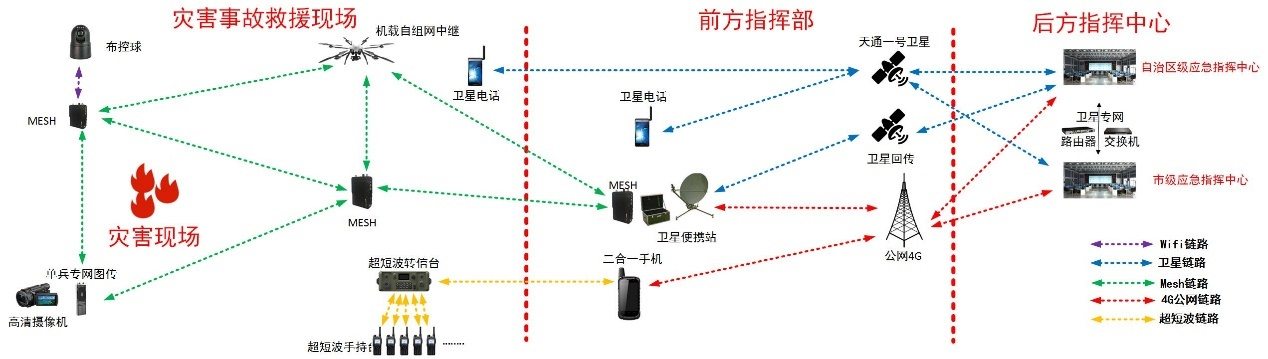 灾害事故救援现场
前方指挥部
后方指挥中心
布控球
机载自组网中继
卫星电话
天通一号卫星
自治区级应急指挥中心
MESH
卫星电话
卫星专网
路由器
交换机
卫星回传
市级应急指挥中心
MESH
MESH
灾害现场
卫星便携站
公网4G
单兵专网图传
高清摄像机
超短波转信台
二合一手机
超短波手持台
........
Wifi链路
卫星链路
Mesh链路
4G公网链路
超短波链路